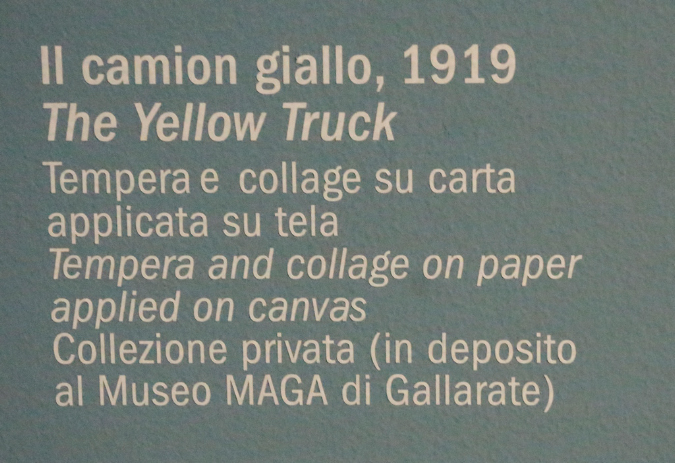 Il camion giallo, 1919
The Yellow Truck
Tempera e collage su carta
applicata su tela
Tempera and collage on paper
applied on canvas
Collezione privata (in deposito
al Museo MAGA di Gallarate)